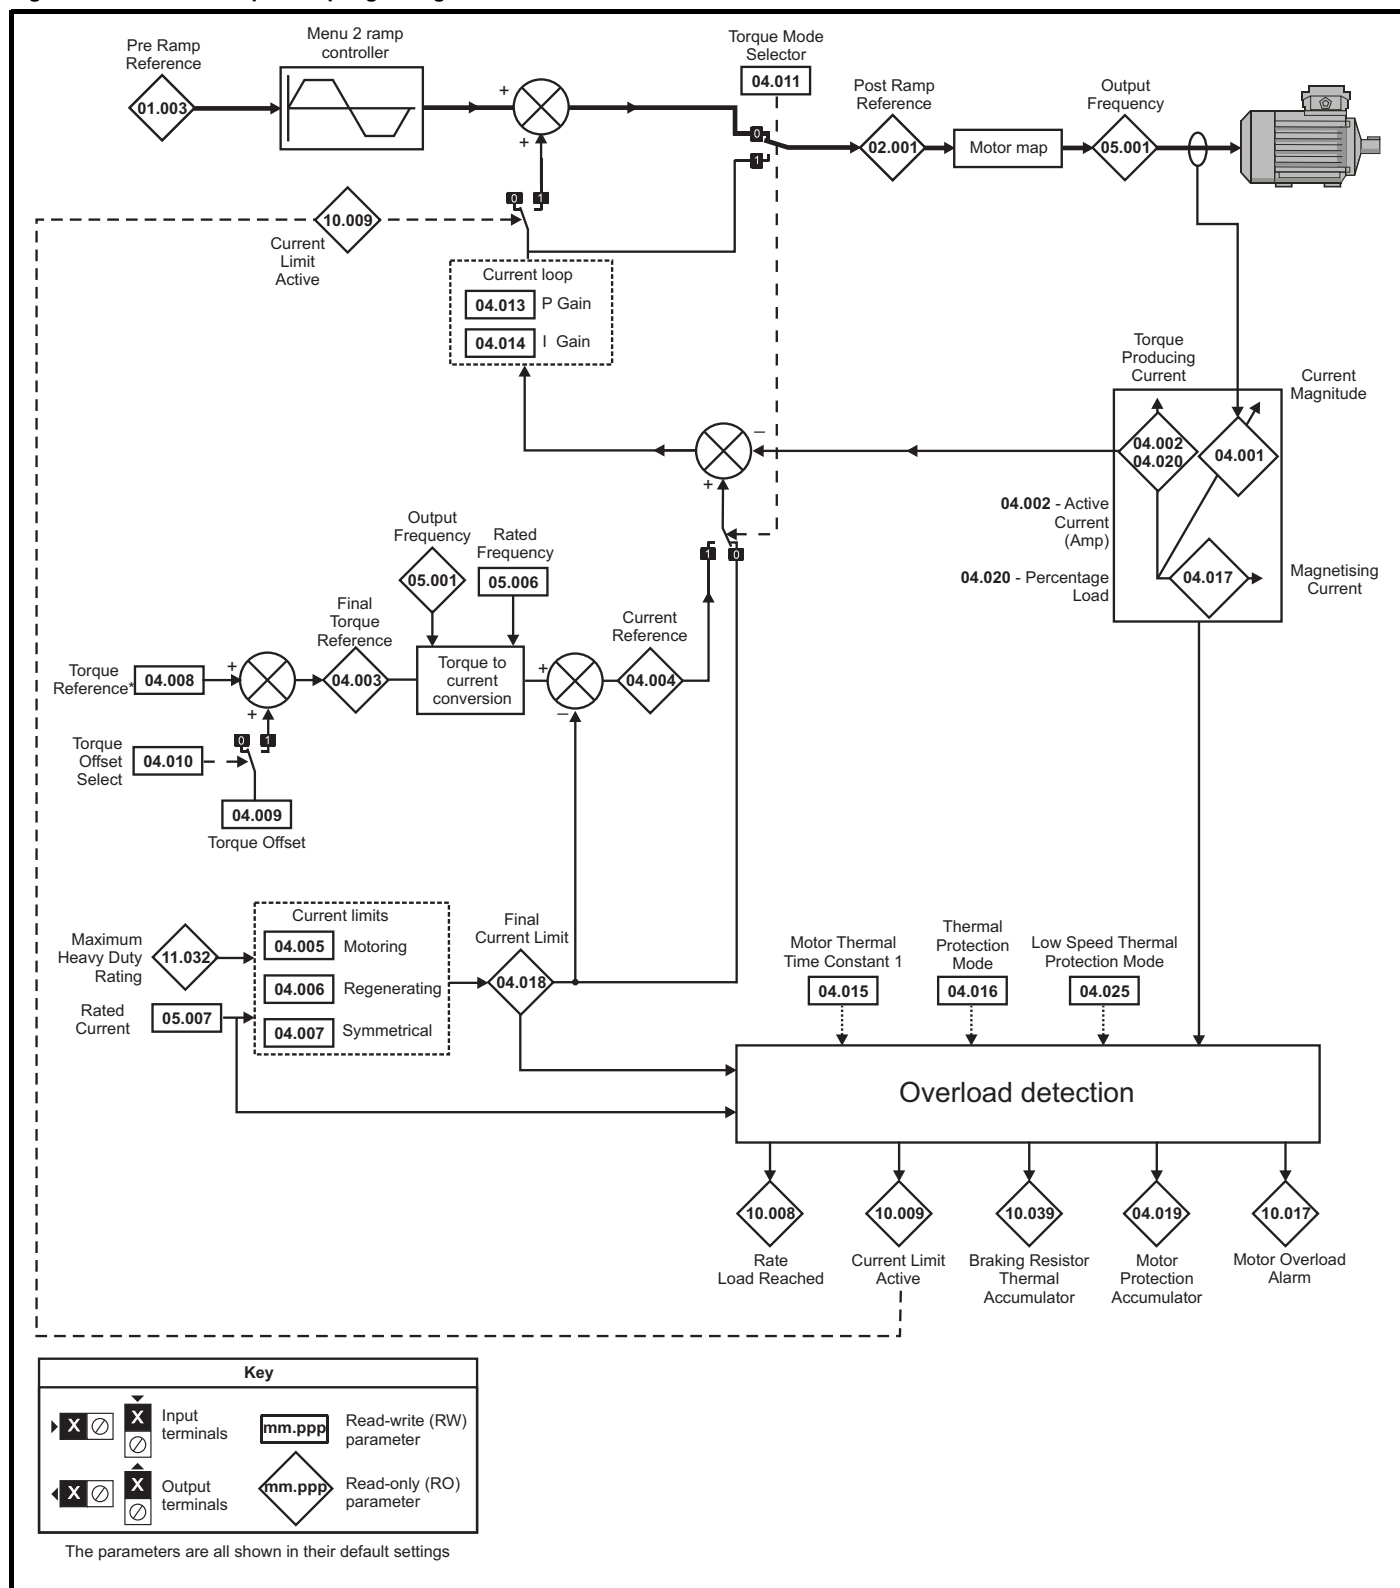 Pre Ramp
Reference
01.003
Menu 2 ramp
controller
+
+
Torque Mode
Selector
04.011
0
1
Post Ramp
Reference
02.001
Motor map
Output
Frequency
05.001
0
1
10.009
Current
Limit
Active
Current loop
04.013 P Gain
04.014 I Gain
Torque
Producing
Current
Current
Magnitude
04.002
04.020
04.001
04.002 - Active
Current
(Amp)
04.020 - Percentage
Load
04.017
Magnetising
Current
–
+
1
0
Output
Frequency
05.001
Rated
Frequency
05.006
Final
Torque
Reference
04.003
Current
Reference
04.004
Torque
Reference*
04.008
+
+
Torque to
current
conversion
+
–
0
1
Torque
Offset
Select
04.010
04.009
Torque Offset
Maximum
Heavy Duty
Rating
11.032
Rated
Current
05.007
Current limits
04.005 Motoring
04.006 Regenerating
04.007 Symmetrical
Final
Current Limit
04.018
Motor Thermal
Time Constant 1
04.015
Thermal
Protection
Mode
04.016
Low Speed Thermal
Protection Mode
04.025
Overload detection
10.008
Rate
Load Reached
10.009
Current Limit
Active
10.039
Braking Resistor
Thermal
Accumulator
04.019
Motor
Protection
Accumulator
10.017
Motor Overload
Alarm
Key
X
X
Input
terminals
mm.ppp
Read-write (RW)
parameter
X
X
Output
terminals
mm.ppp
Read-only (RO)
parameter
The parameters are all shown in their default settings